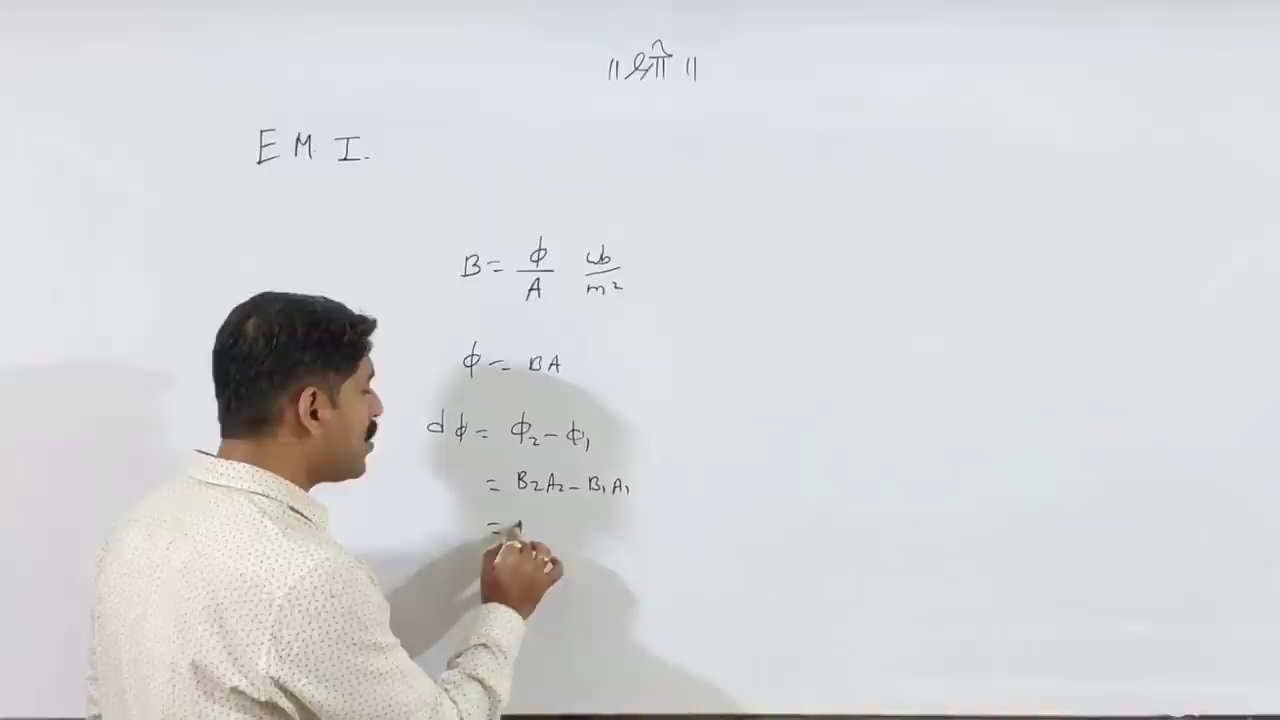 ॥ श्री ॥
E M I.
B = ϕ/A wb/m²
ϕ = BA
dϕ = ϕ₂ - ϕ₁
= B₂A₂ - B₁A₁
=